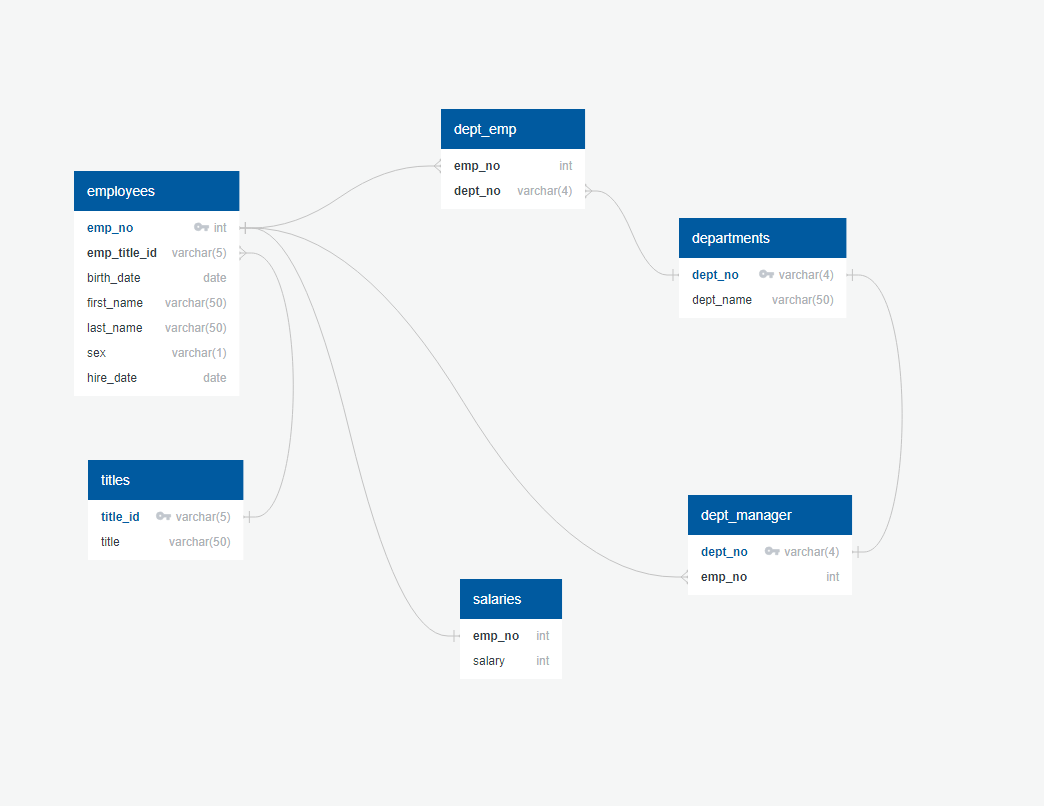 dept_emp
emp_no int
dept_no varchar(4)
employees
emp_no int
emp_title_id varchar(5)
birth_date date
first_name varchar(50)
last_name varchar(50)
sex varchar(1)
hire_date date
departments
dept_no varchar(4)
dept_name varchar(50)
titles
title_id varchar(5)
title varchar(50)
dept_manager
dept_no varchar(4)
emp_no int
salaries
emp_no int
salary int